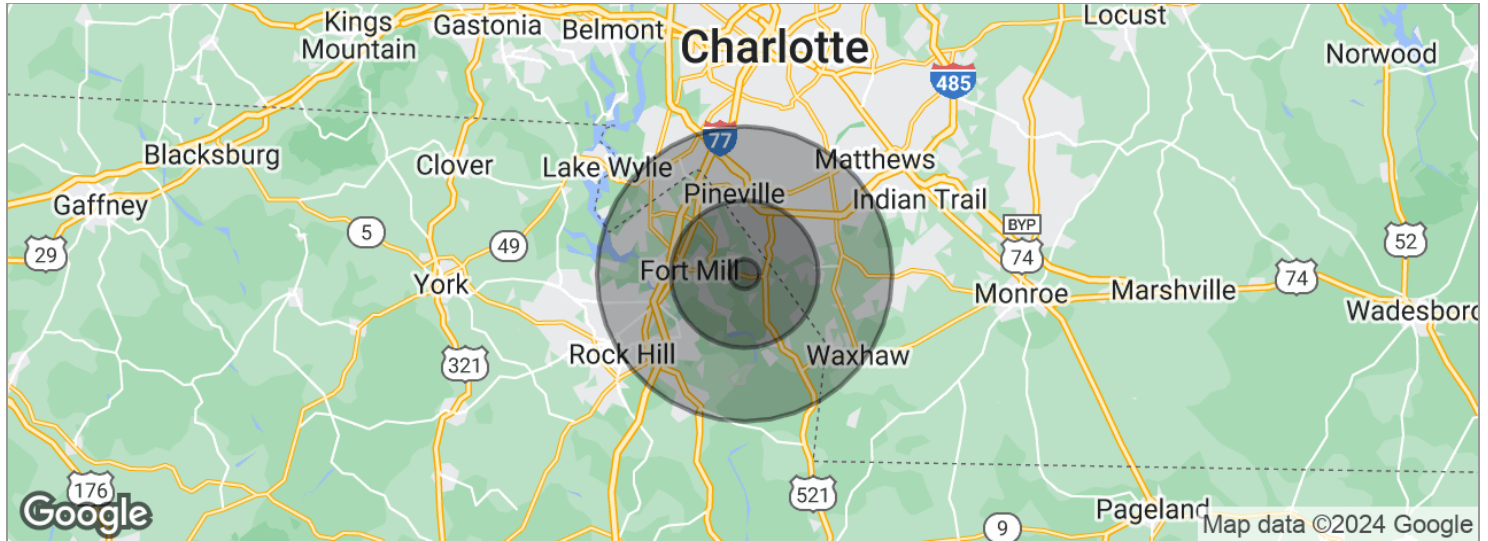 Kings
Mountain
Gastonia
Belmont
Charlotte
Locust
Norwood
485
77
Blacksburg
Clover
Lake Wylie
Matthews
Gaffney
Pineville
Indian Trail
5
49
BYP
74
29
52
York
Fort Mill
74
Monroe
Marshville
Wadesboro
321
Rock Hill
Waxhaw
176
521
Pageland
9
Google
Map data ©2024 Google